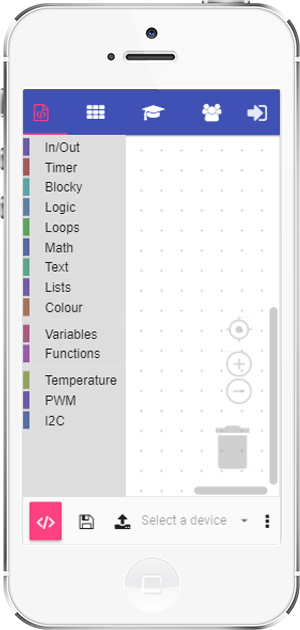 In/Out
Timer
Blocky
Logic
Loops
Math
Text
Lists
Colour
Variables
Functions
Temperature
PWM
I2C
Select a device